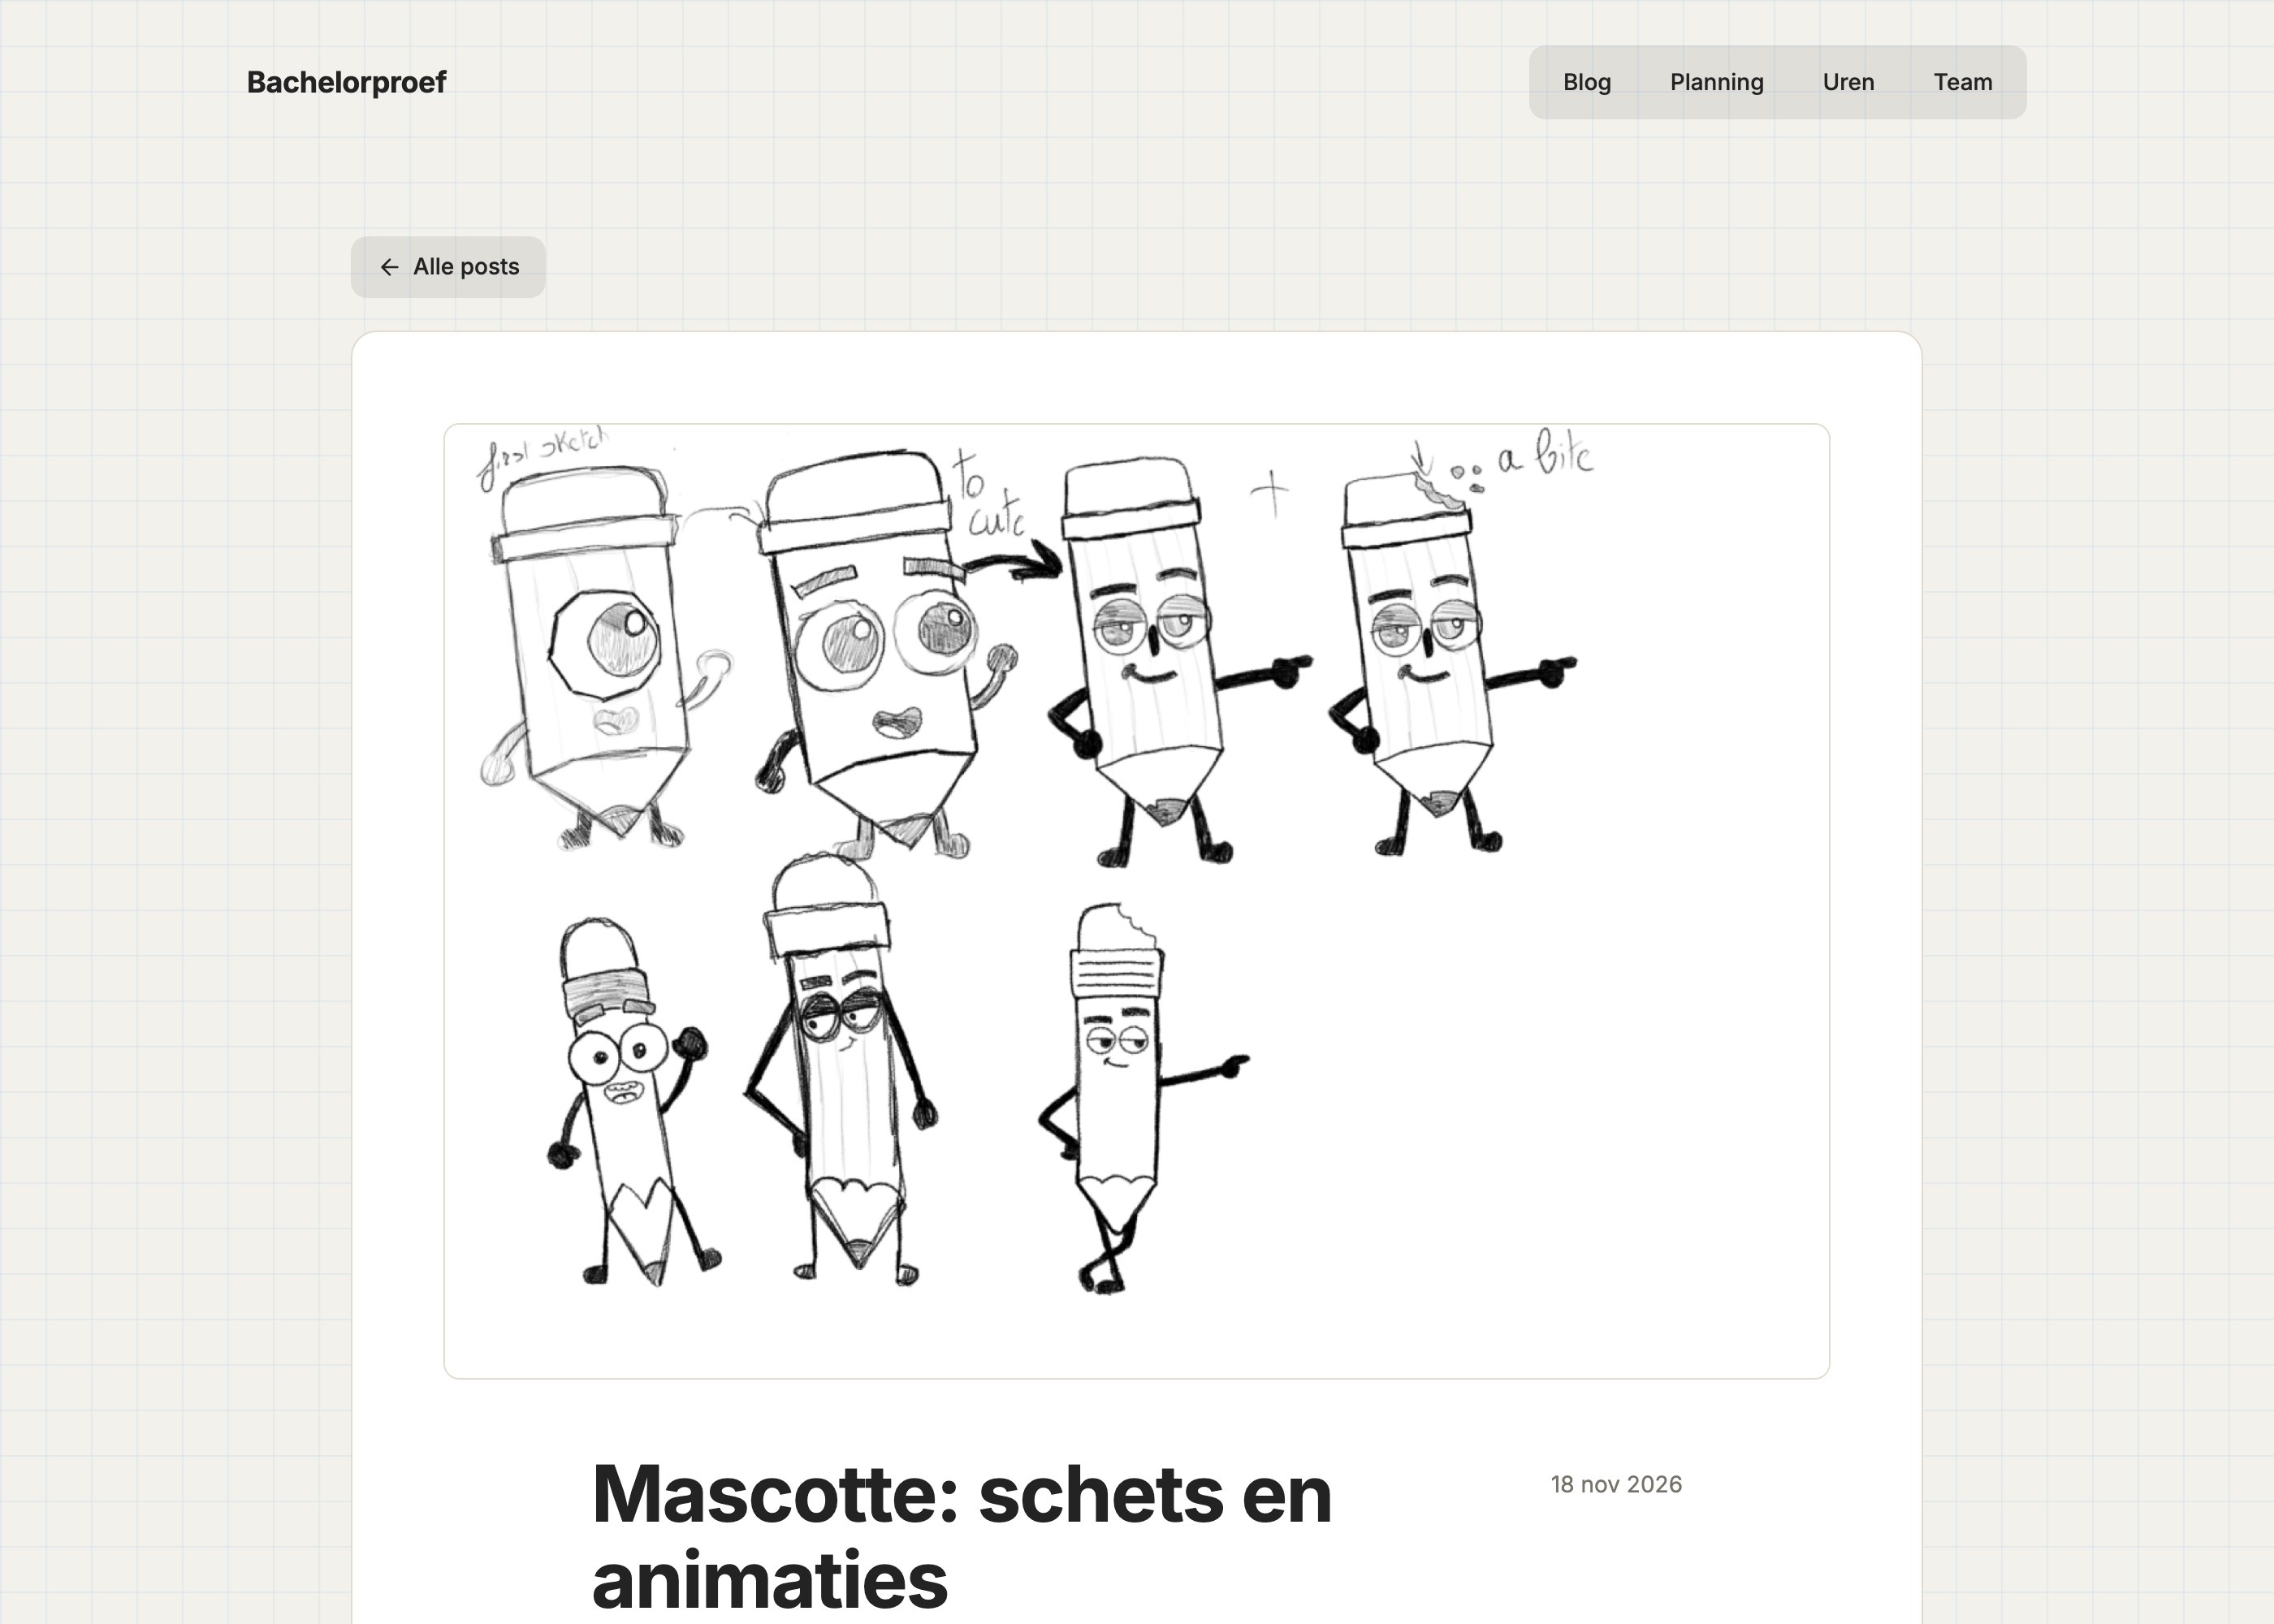 Bachelorproef
Blog Planning Uren Team
← Alle posts
first sketch
to
cute
+
a bite
Mascotte: schets en
animaties
18 nov 2026